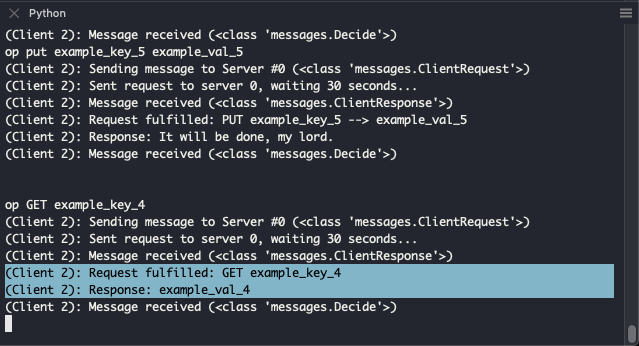 Python
(Client 2): Message received (<class 'messages.Decide'>)
op put example_key_5 example_val_5
(Client 2): Sending message to Server #0 (<class 'messages.ClientRequest'>)
(Client 2): Sent request to server 0, waiting 30 seconds...
(Client 2): Message received (<class 'messages.ClientResponse'>)
(Client 2): Request fulfilled: PUT example_key_5 --> example_val_5
(Client 2): Response: It will be done, my lord.
(Client 2): Message received (<class 'messages.Decide'>)
op GET example_key_4
(Client 2): Sending message to Server #0 (<class 'messages.ClientRequest'>)
(Client 2): Sent request to server 0, waiting 30 seconds...
(Client 2): Message received (<class 'messages.ClientResponse'>)
(Client 2): Request fulfilled: GET example_key_4
(Client 2): Response: example_val_4
(Client 2): Message received (<class 'messages.Decide'>)